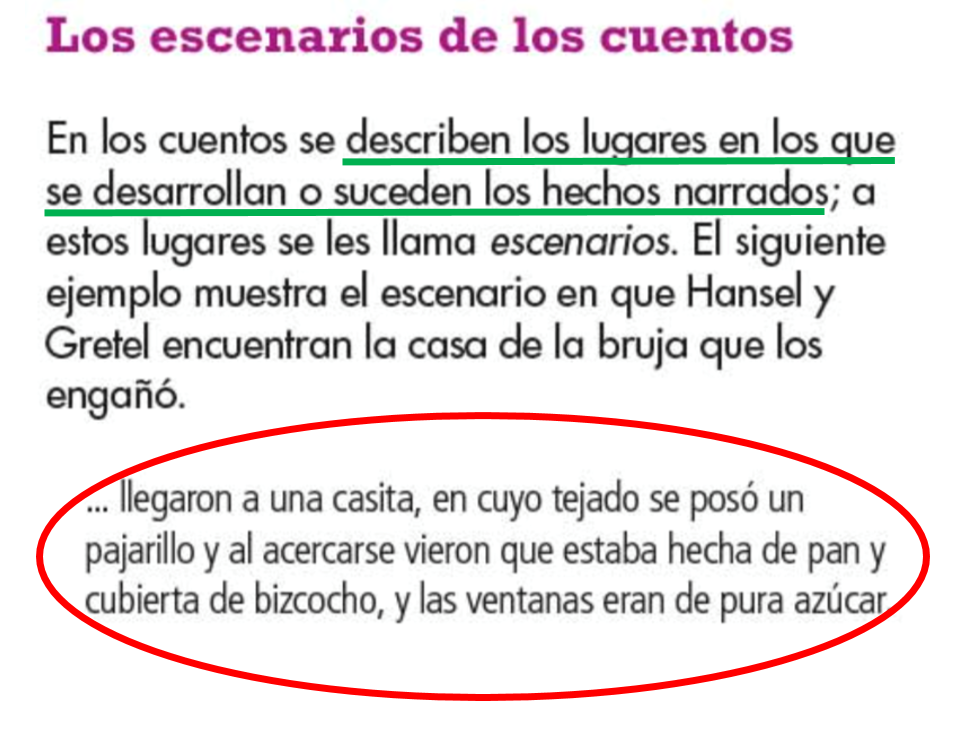 Los escenarios de los cuentos
En los cuentos se describen los lugares en los que
se desarrollan o suceden los hechos narrados; a
estos lugares se les llama escenarios. El siguiente
ejemplo muestra el escenario en que Hansel y
Gretel encuentran la casa de la bruja que los
engañó.
... llegaron a una casita, en cuyo tejado se posó un
pajarillo y al acercarse vieron que estaba hecha de pan y
cubierta de bizcocho, y las ventanas eran de pura azúcar.